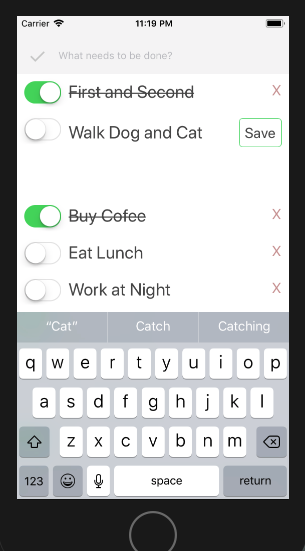 Carrier 11:19 PM
What needs to be done?
First and Second X
Walk Dog and Cat Save
Buy Cofee X
Eat Lunch X
Work at Night X
“Cat” Catch Catching
q w e r t y u i o p
a s d f g h j k l
z x c v b n m
123 space return